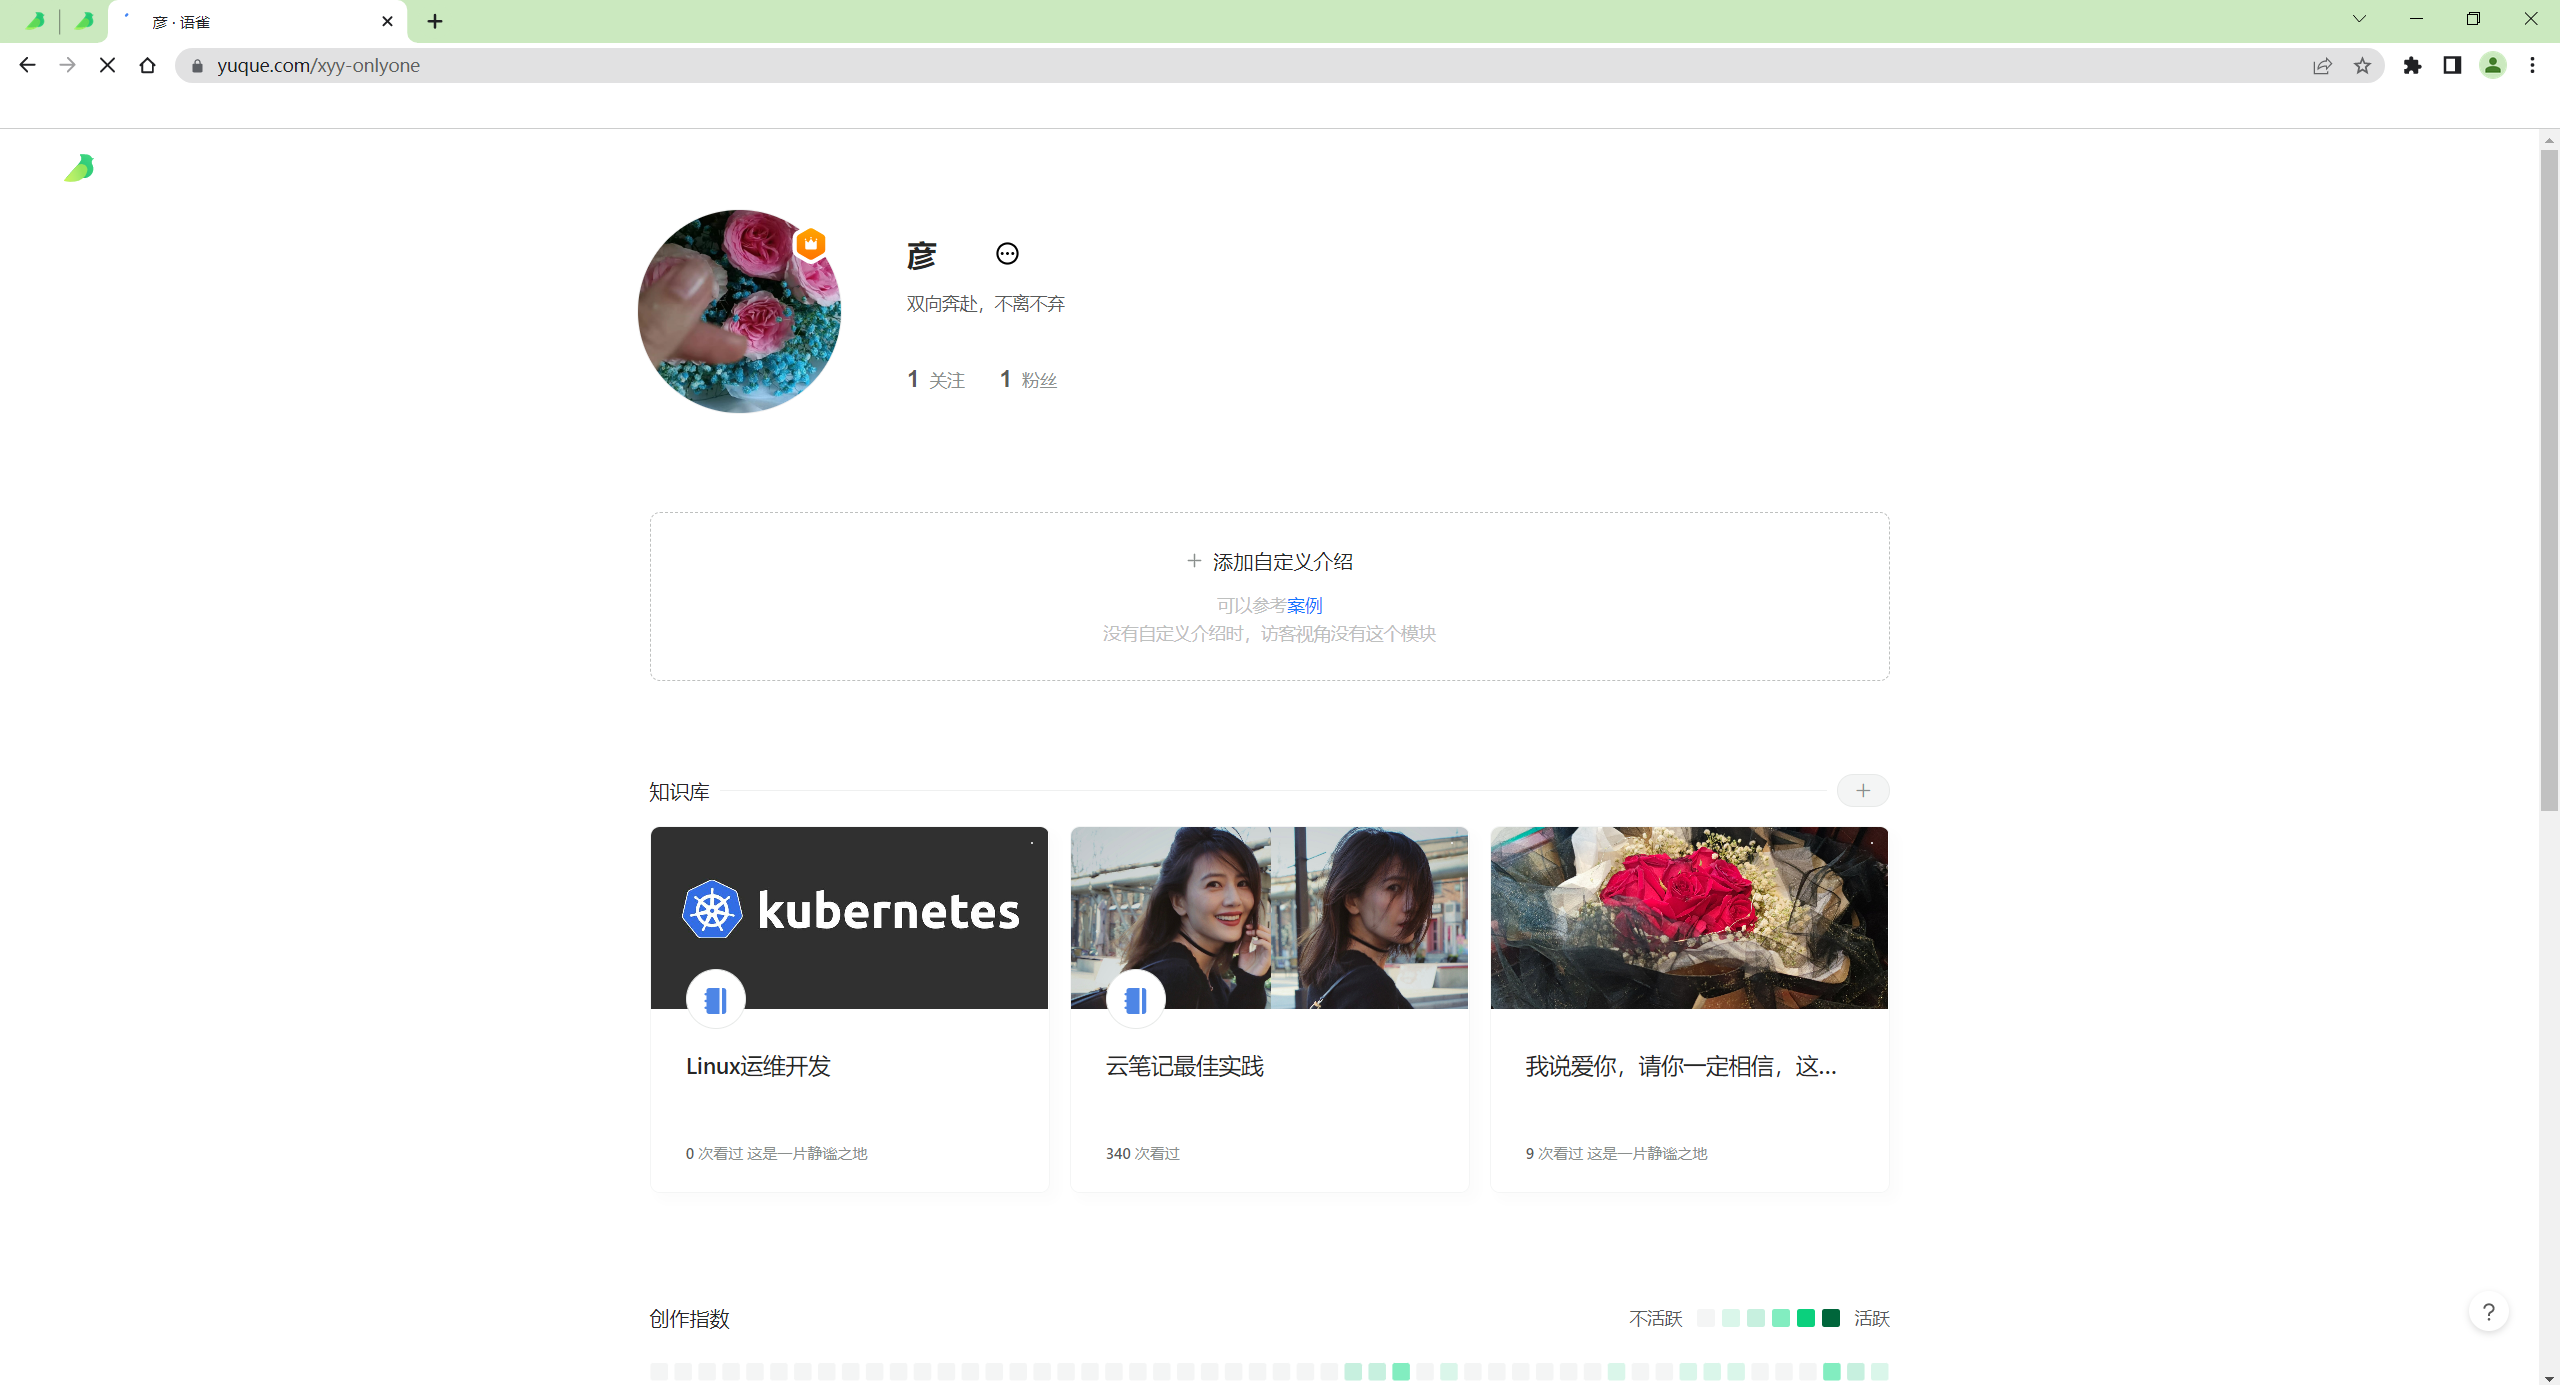 彦 · 语雀
yuque.com/xyy-onlyone
彦
双向奔赴，不离不弃
1 关注 1 粉丝
+ 添加自定义介绍
可以参考案例
没有自定义介绍时，访客视角没有这个模块
知识库
kubernetes
Linux运维开发
0 次看过 这是一片静谧之地
云笔记最佳实践
340 次看过
我说爱你，请你一定相信，这...
9 次看过 这是一片静谧之地
创作指数
不活跃 活跃
?